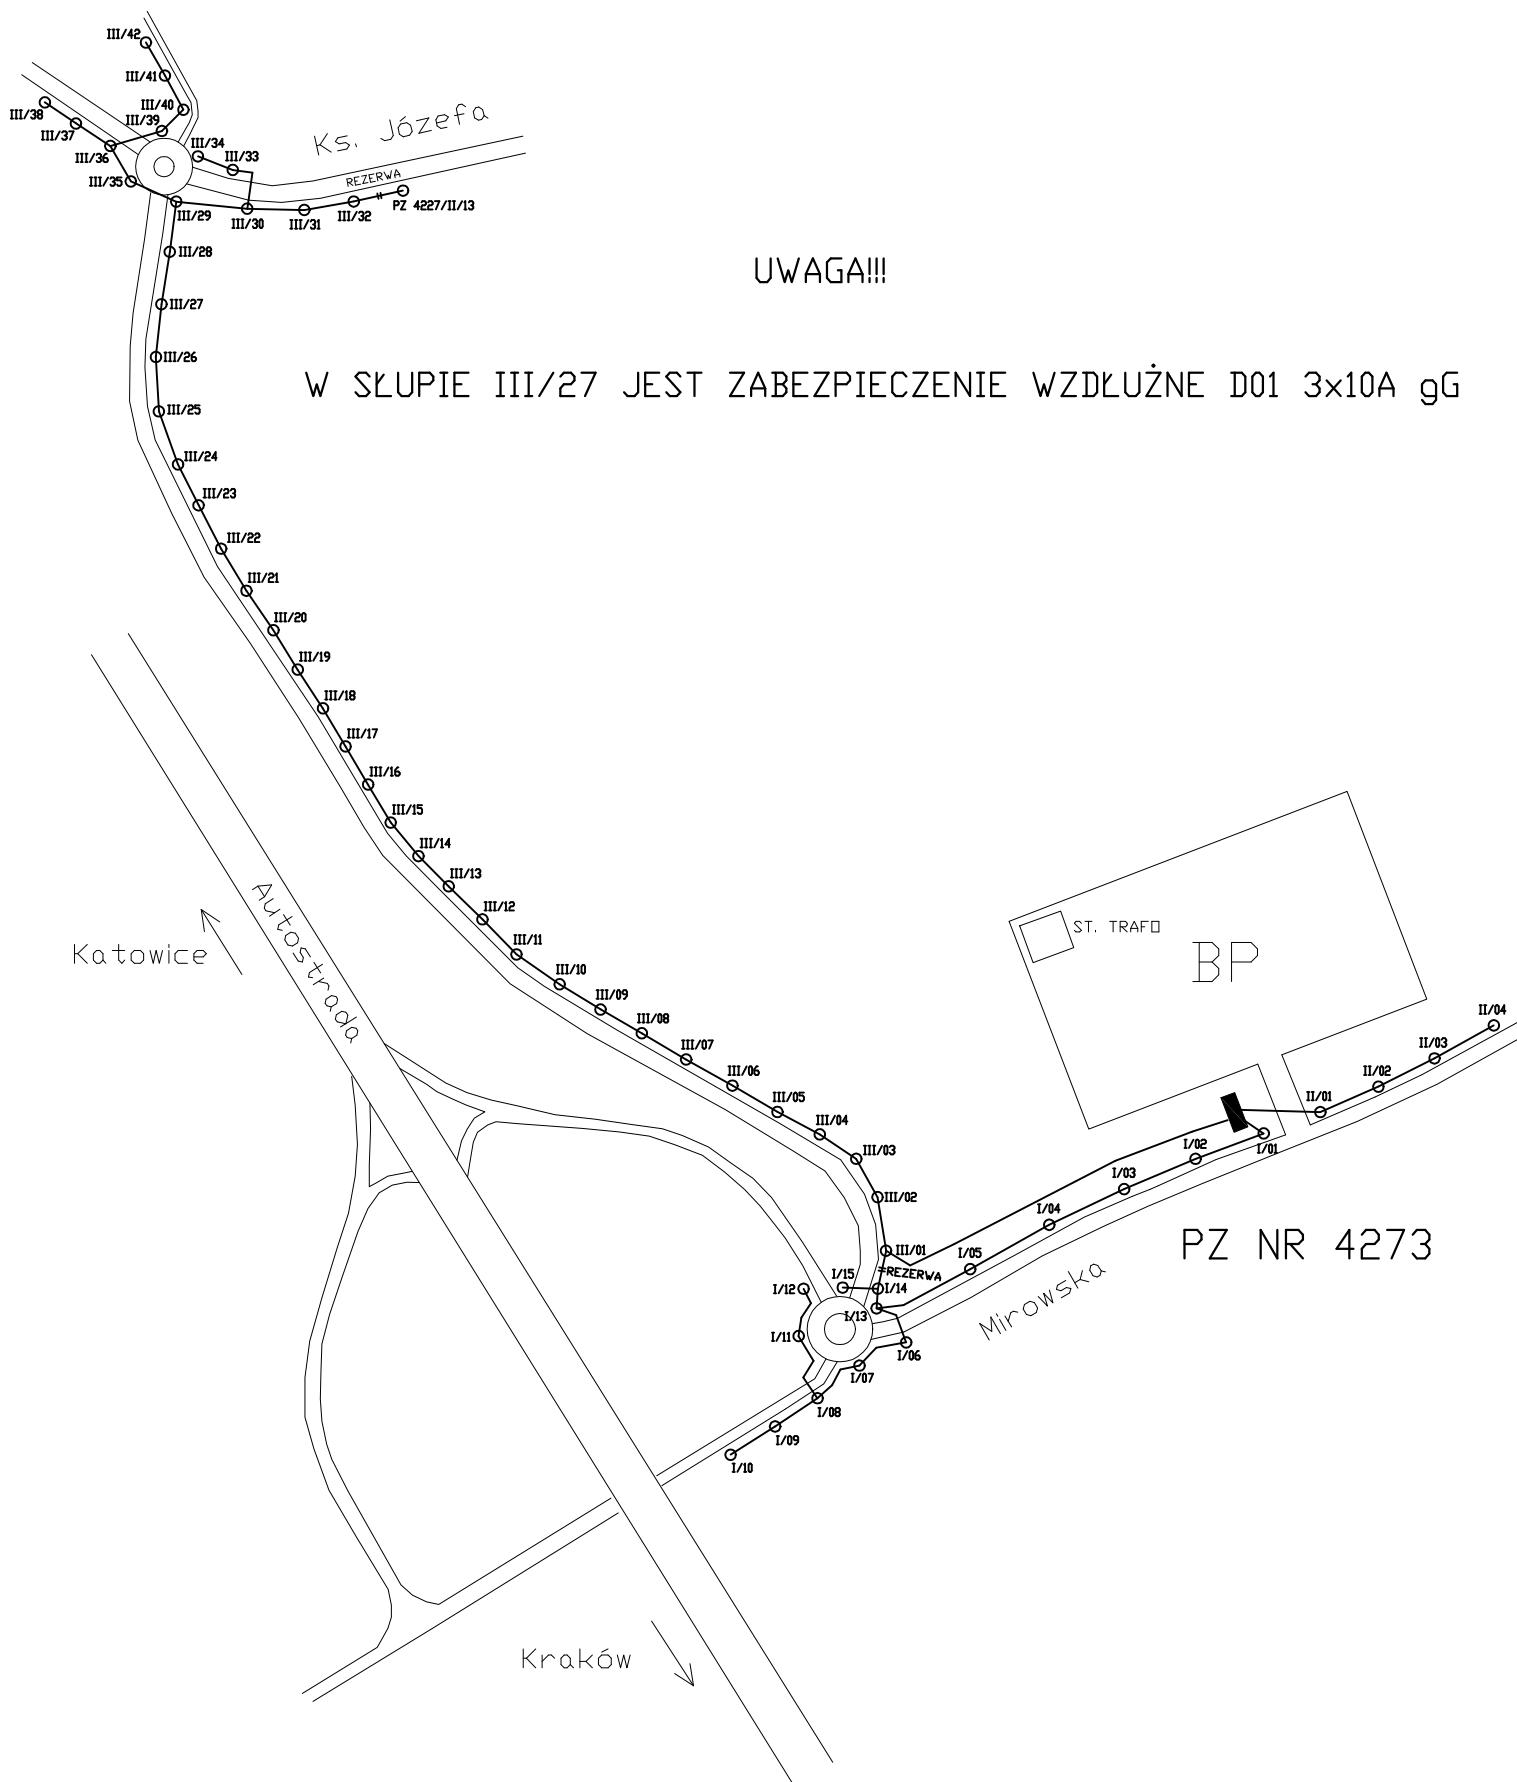 III/42
III/41
III/40
III/38
III/39
III/37
III/36
III/34
III/33
Ks. Józefa
REZERWA
III/35
III/29
III/30
III/31
III/32
PZ 4227/II/13
III/28
UWAGA!!!
III/27
III/26
W SŁUPIE III/27 JEST ZABEZPIECZENIE WZDŁUŻNE D01 3x10A gG
III/25
III/24
III/23
III/22
III/21
III/20
III/19
III/18
III/17
III/16
III/15
III/14
III/13
III/12
III/11
III/10
III/09
III/08
III/07
III/06
III/05
III/04
III/03
III/02
III/01
Autostrada
Katowice
ST. TRAFO
BP
II/04
II/03
II/02
II/01
I/01
I/02
I/03
I/04
I/05
PZ NR 4273
Mirowska
=REZERWA
I/15
I/14
I/12
I/13
I/11
I/06
I/07
I/08
I/09
I/10
Kraków